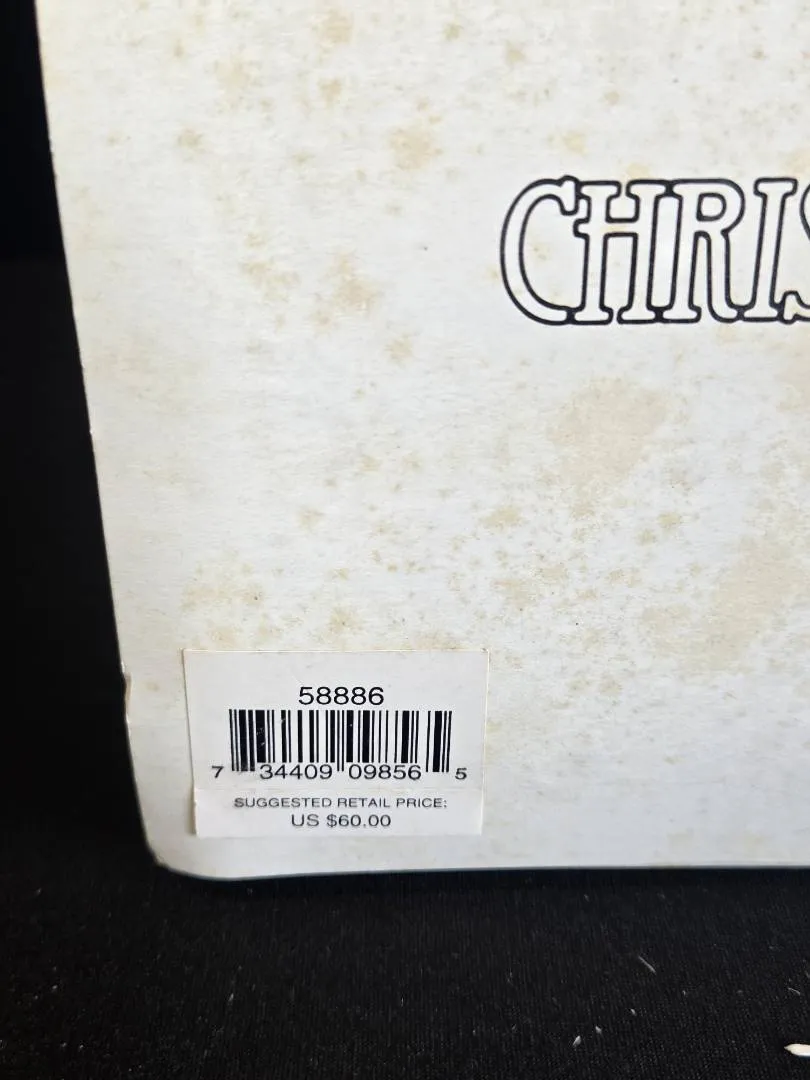 CHRIS
58886
7 34409 09856 5
SUGGESTED RETAIL PRICE:
US $60.00